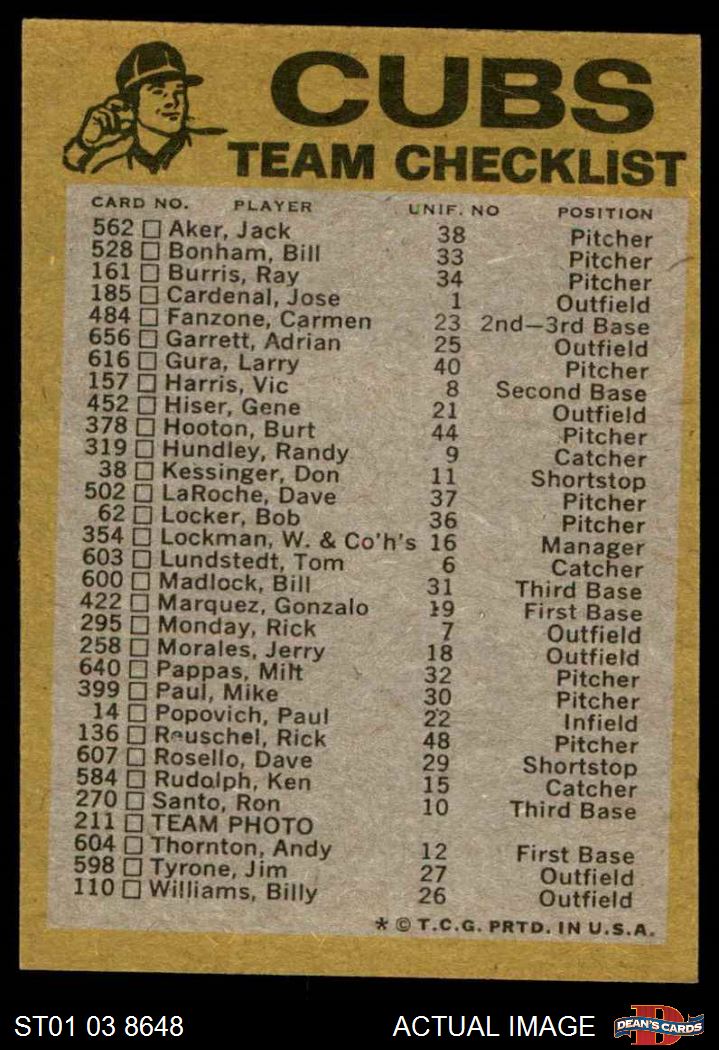 CUBS
TEAM CHECKLIST
CARD NO. PLAYER UNIF. NO POSITION
562 Aker, Jack 38 Pitcher
528 Bonham, Bill 33 Pitcher
161 Burris, Ray 34 Pitcher
185 Cardenal, Jose 1 Outfield
484 Fanzone, Carmen 23 2nd-3rd Base
656 Garrett, Adrian 25 Outfield
616 Gura, Larry 40 Pitcher
157 Harris, Vic 8 Second Base
452 Hiser, Gene 21 Outfield
378 Hooton, Burt 44 Pitcher
319 Hundley, Randy 9 Catcher
38 Kessinger, Don 11 Shortstop
502 LaRoche, Dave 37 Pitcher
62 Locker, Bob 36 Pitcher
354 Lockman, W. & Co'h's 16 Manager
603 Lundstedt, Tom 6 Catcher
600 Madlock, Bill 31 Third Base
422 Marquez, Gonzalo 19 First Base
295 Monday, Rick 7 Outfield
258 Morales, Jerry 18 Outfield
640 Pappas, Milt 32 Pitcher
399 Paul, Mike 30 Pitcher
14 Popovich, Paul 22 Infield
136 Reuschel, Rick 48 Pitcher
607 Rosello, Dave 29 Shortstop
584 Rudolph, Ken 15 Catcher
270 Santo, Ron 10 Third Base
211 TEAM PHOTO
604 Thornton, Andy 12 First Base
598 Tyrone, Jim 27 Outfield
110 Williams, Billy 26 Outfield
* © T.C.G. PRTD. IN U.S.A.
ST01 03 8648 ACTUAL IMAGE D DEAN'S CARDS